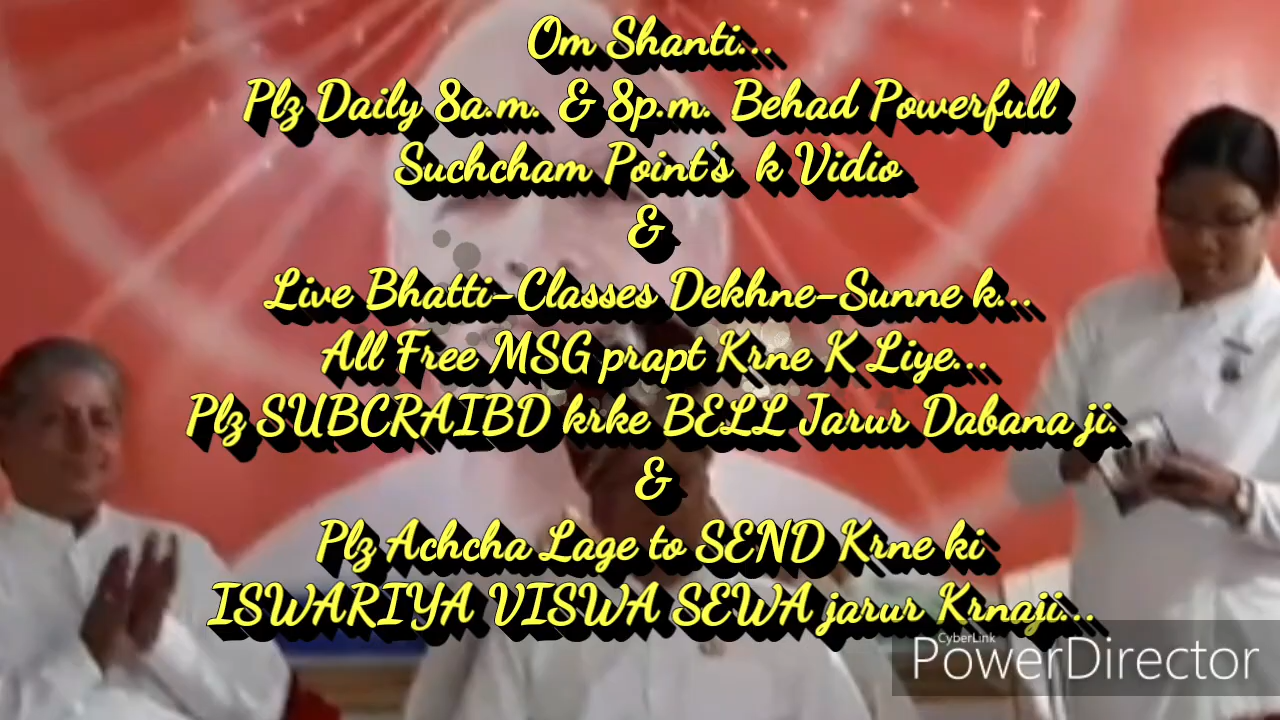 Om Shanti...
Plz Daily 8a.m. & 8p.m. Behad Powerfull
Suchcham Point's k Vidio
&
Live Bhatti-Classes Dekhne-Sunne k...
All Free MSG prapt Krne K Liye...
Plz SUBCRAIBD krke BELL Jarur Dabana ji.
&
Plz Achcha Lage to SEND Krne ki
ISWARIYA VISWA SEWA jarur Krnaji...
CyberLink
PowerDirector